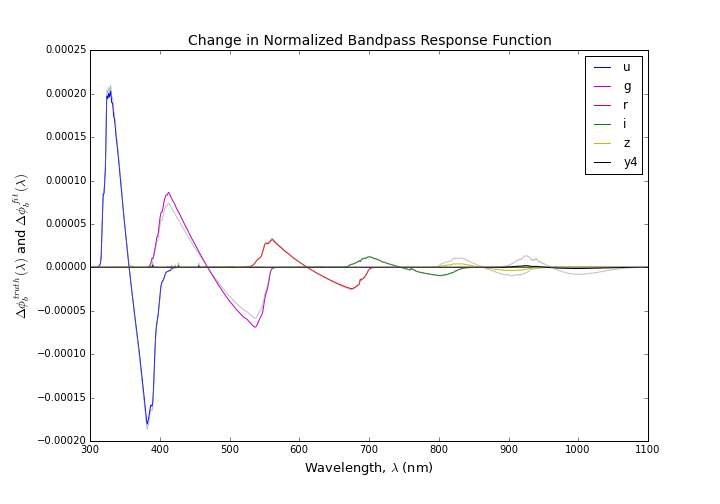 Change in Normalized Bandpass Response Function
0.00025
0.00020
0.00015
0.00010
0.00005
0.00000
−0.00005
−0.00010
−0.00015
−0.00020
Δϕ_b^truth(λ) and Δϕ_b^fit(λ)
u
g
r
i
z
y4
300 400 500 600 700 800 900 1000 1100
Wavelength, λ (nm)